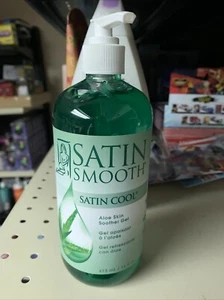 SATIN
SMOOTH
SATIN COOL
Aloe Skin
Soother Gel
Gel apaisant
à l'aloès